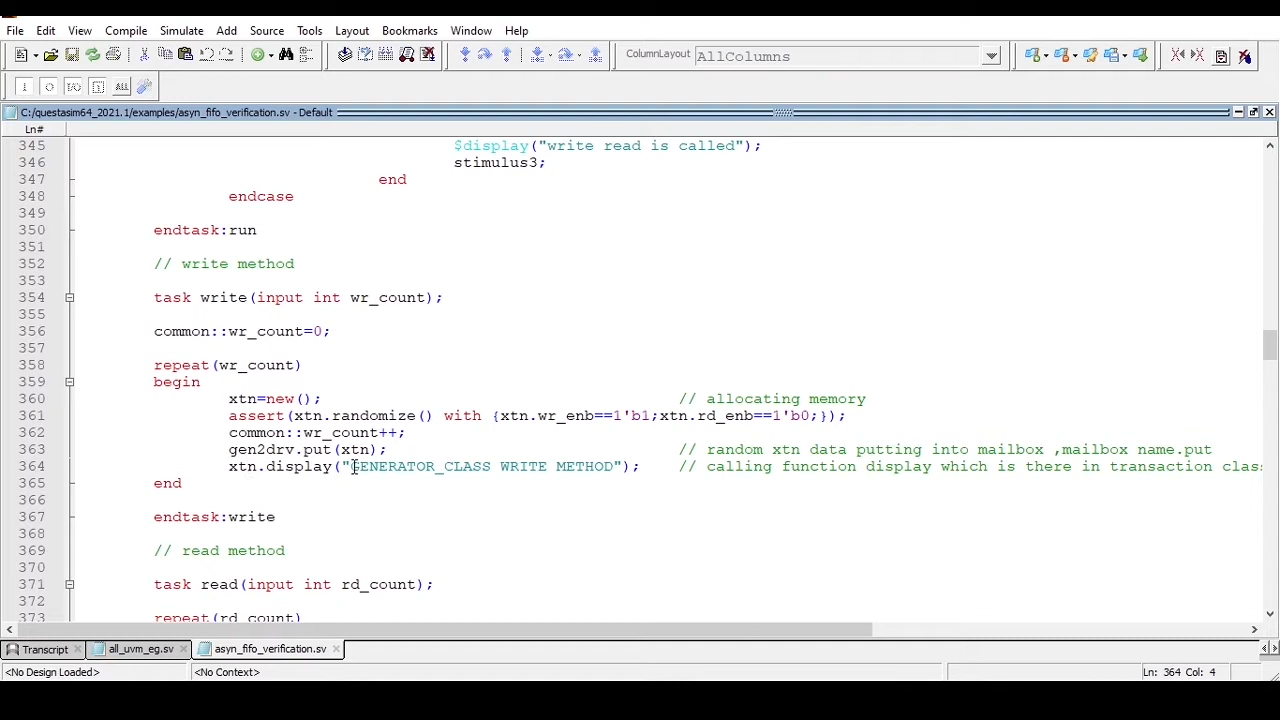 File Edit View Compile Simulate Add Source Tools Layout Bookmarks Window Help
ColumnLayout AllColumns
ALL
C:/questasim64_2021.1/examples/asyn_fifo_verification.sv - Default
Ln#
345 $display("write read is called");
346 stimulus3;
347 end
348 endcase
349
350 endtask:run
351
352 // write method
353
354 task write(input int wr_count);
355
356 common::wr_count=0;
357
358 repeat(wr_count)
359 begin
360 xtn=new(); // allocating memory
361 assert(xtn.randomize() with {xtn.wr_enb==1'b1;xtn.rd_enb==1'b0;});
362 common::wr_count++;
363 gen2drv.put(xtn); // random xtn data putting into mailbox ,mailbox name.put
364 xtn.display("GENERATOR_CLASS WRITE METHOD"); // calling function display which is there in transaction clas
365 end
366
367 endtask:write
368
369 // read method
370
371 task read(input int rd_count);
372
373 repeat(rd_count)
Transcript all_uvm_eg.sv asyn_fifo_verification.sv
<No Design Loaded> <No Context> Ln: 364 Col: 4